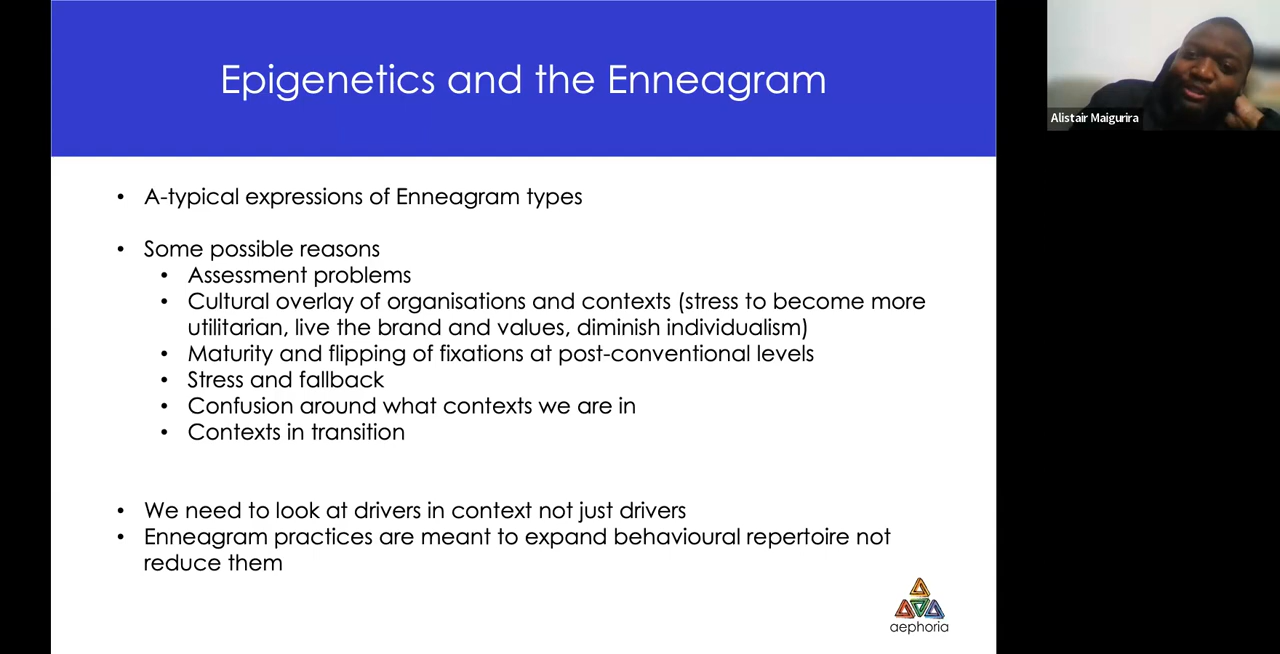 Epigenetics and the Enneagram
Alistair Maigurira
• A-typical expressions of Enneagram types
• Some possible reasons
• Assessment problems
• Cultural overlay of organisations and contexts (stress to become more
utilitarian, live the brand and values, diminish individualism)
• Maturity and flipping of fixations at post-conventional levels
• Stress and fallback
• Confusion around what contexts we are in
• Contexts in transition
• We need to look at drivers in context not just drivers
• Enneagram practices are meant to expand behavioural repertoire not
reduce them
aephoria